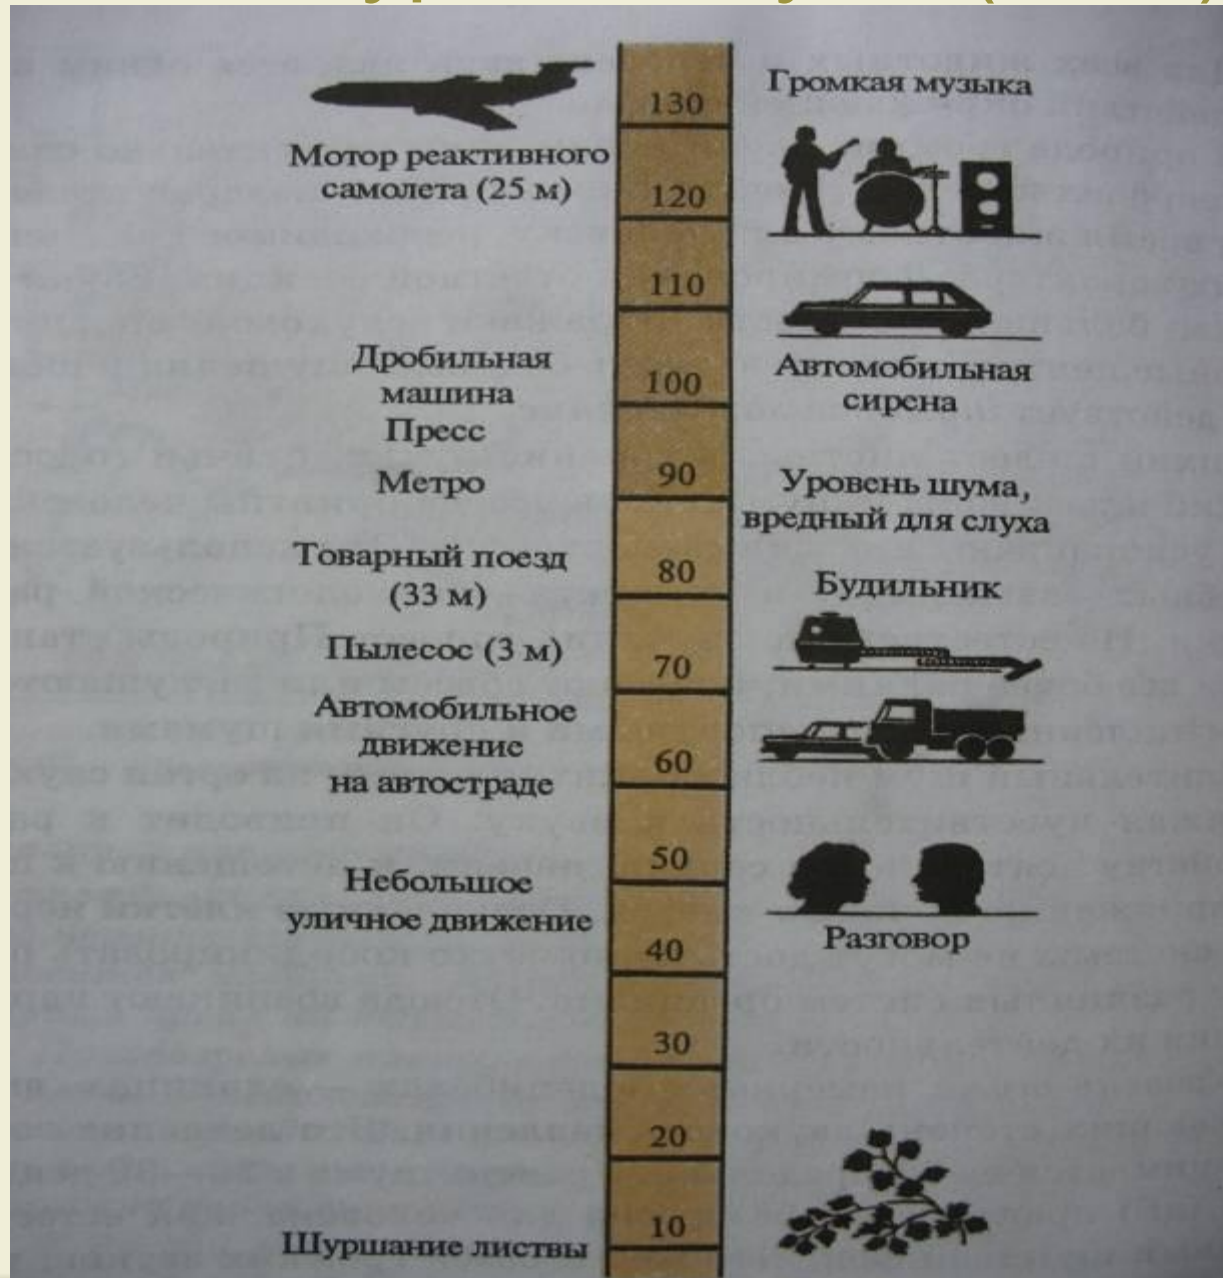 Громкая музыка
130
Мотор реактивного
самолета (25 м)
120
110
Дробильная
машина
Автомобильная
сирена
100
Пресс
Метро
90
Уровень шума,
вредный для слуха
Товарный поезд
(33 м)
80
Будильник
Пылесос (3 м)
70
Автомобильное
движение
на автостраде
60
50
Небольшое
уличное движение
Разговор
40
30
20
10
Шуршание листвы